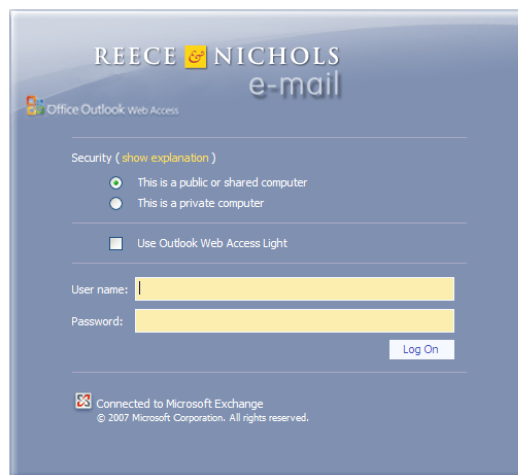 REECE & NICHOLS
e-mail
Office Outlook Web Access
Security ( show explanation )
This is a public or shared computer
This is a private computer
Use Outlook Web Access Light
User name:
Password:
Log On
Connected to Microsoft Exchange
© 2007 Microsoft Corporation. All rights reserved.